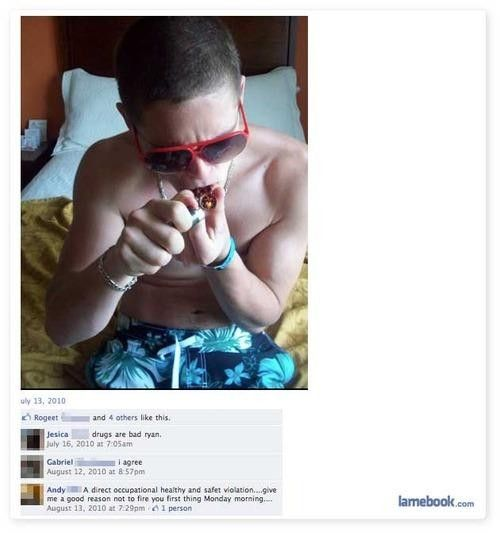 uly 13, 2010
Rogeet and 4 others like this.
Jesica drugs are bad ryan.
July 16, 2010 at 7:05am
Gabriel i agree
August 12, 2010 at 8:57pm
Andy A direct occupational healthy and safet violation....give
me a good reason not to fire you first thing Monday morning....
August 13, 2010 at 7:29pm · 1 person
lamebook.com